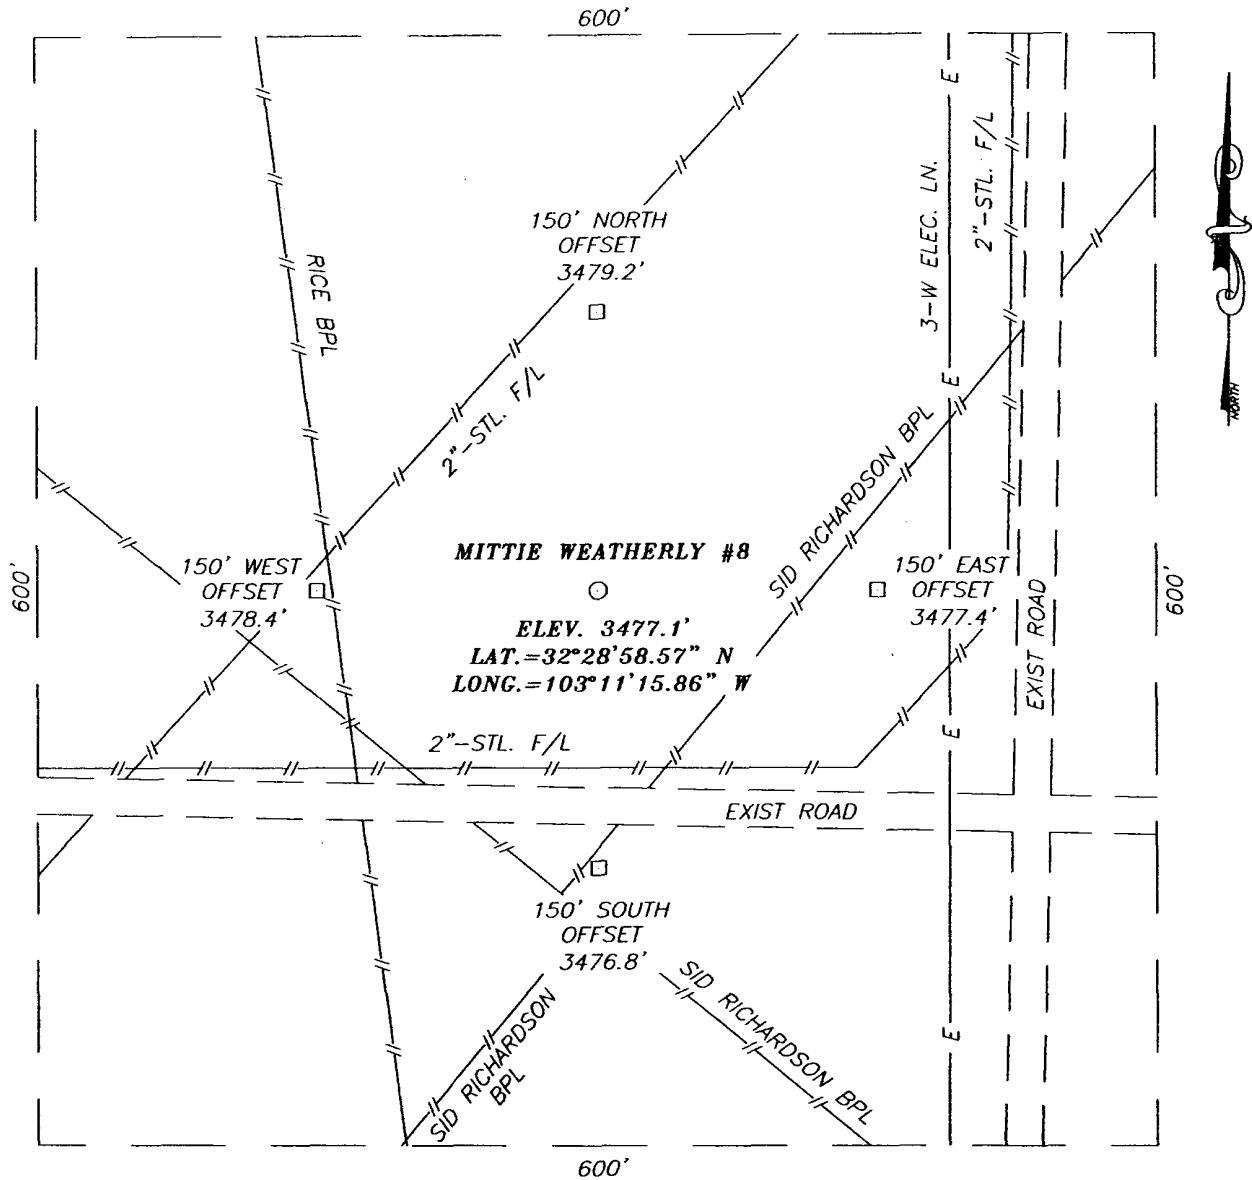 600'
3-W ELEC. LN.
2"-STL. F/L
150' NORTH
OFFSET
3479.2'
RICE BPL
NORTH
2"-STL. F/L
SID RICHARDSON BPL
MITTIE WEATHERLY #8
600'
150' WEST
OFFSET
3478.4'
150' EAST
OFFSET
3477.4'
600'
ELEV. 3477.1'
LAT.=32°28'58.57" N
LONG.=103°11'15.86" W
EXIST ROAD
2"-STL. F/L
EXIST ROAD
150' SOUTH
OFFSET
3476.8'
SID RICHARDSON
BPL
SID RICHARDSON BPL
600'
E
E
E
E